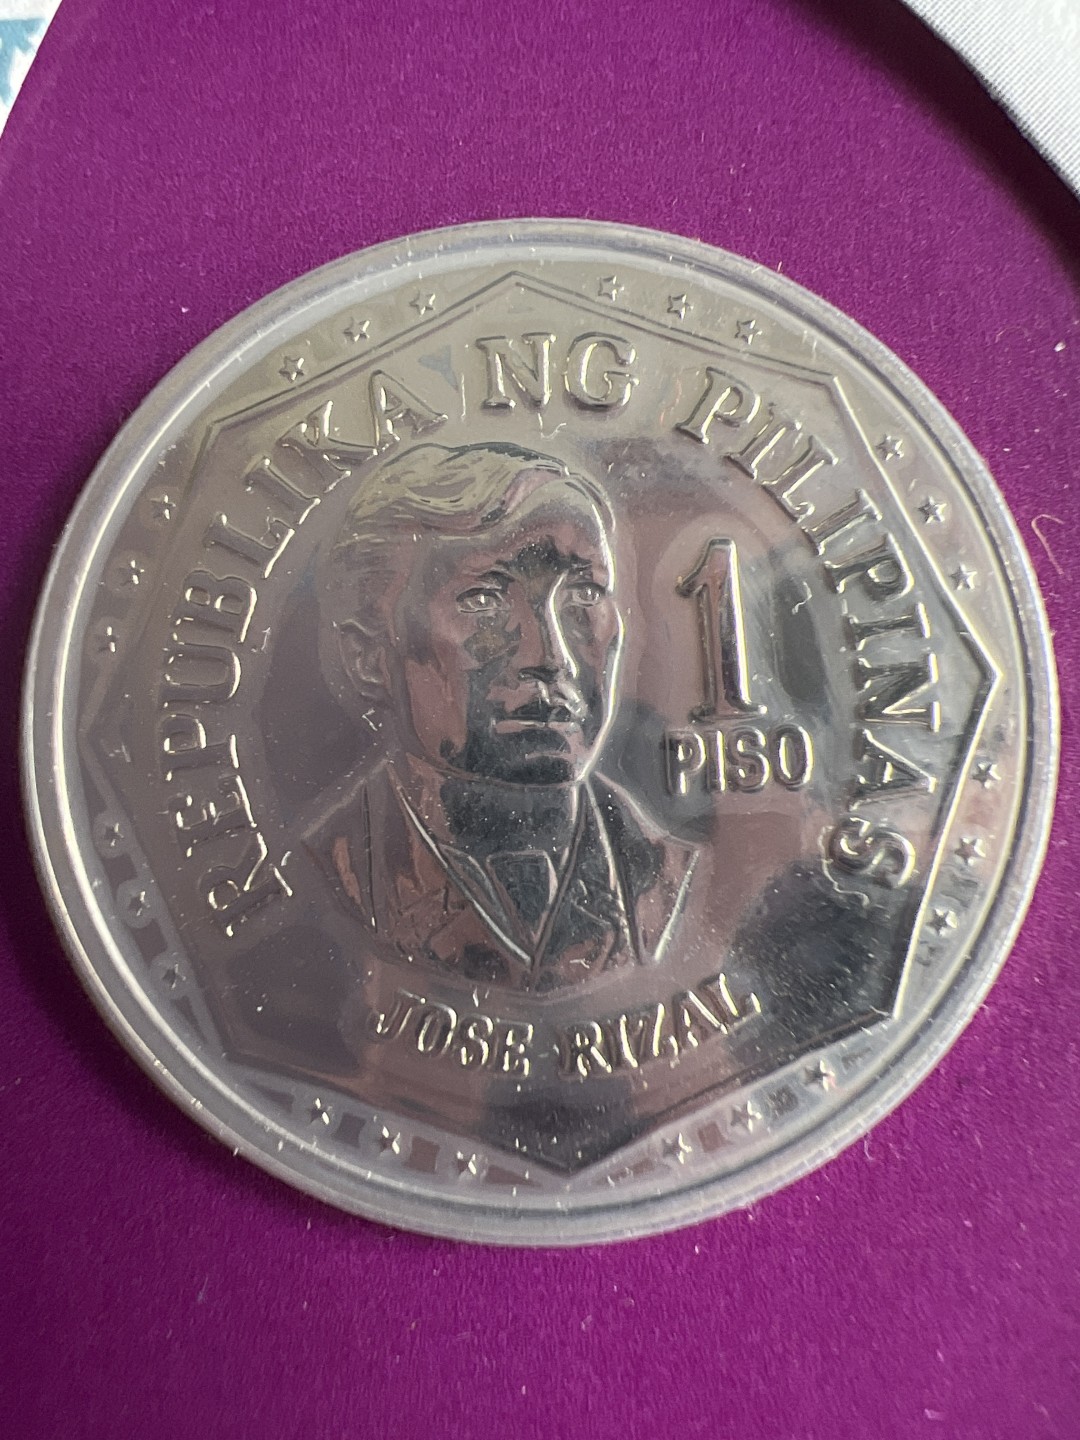 REPUBLIKA NG PILIPINAS
1
PISO
JOSE RIZAL